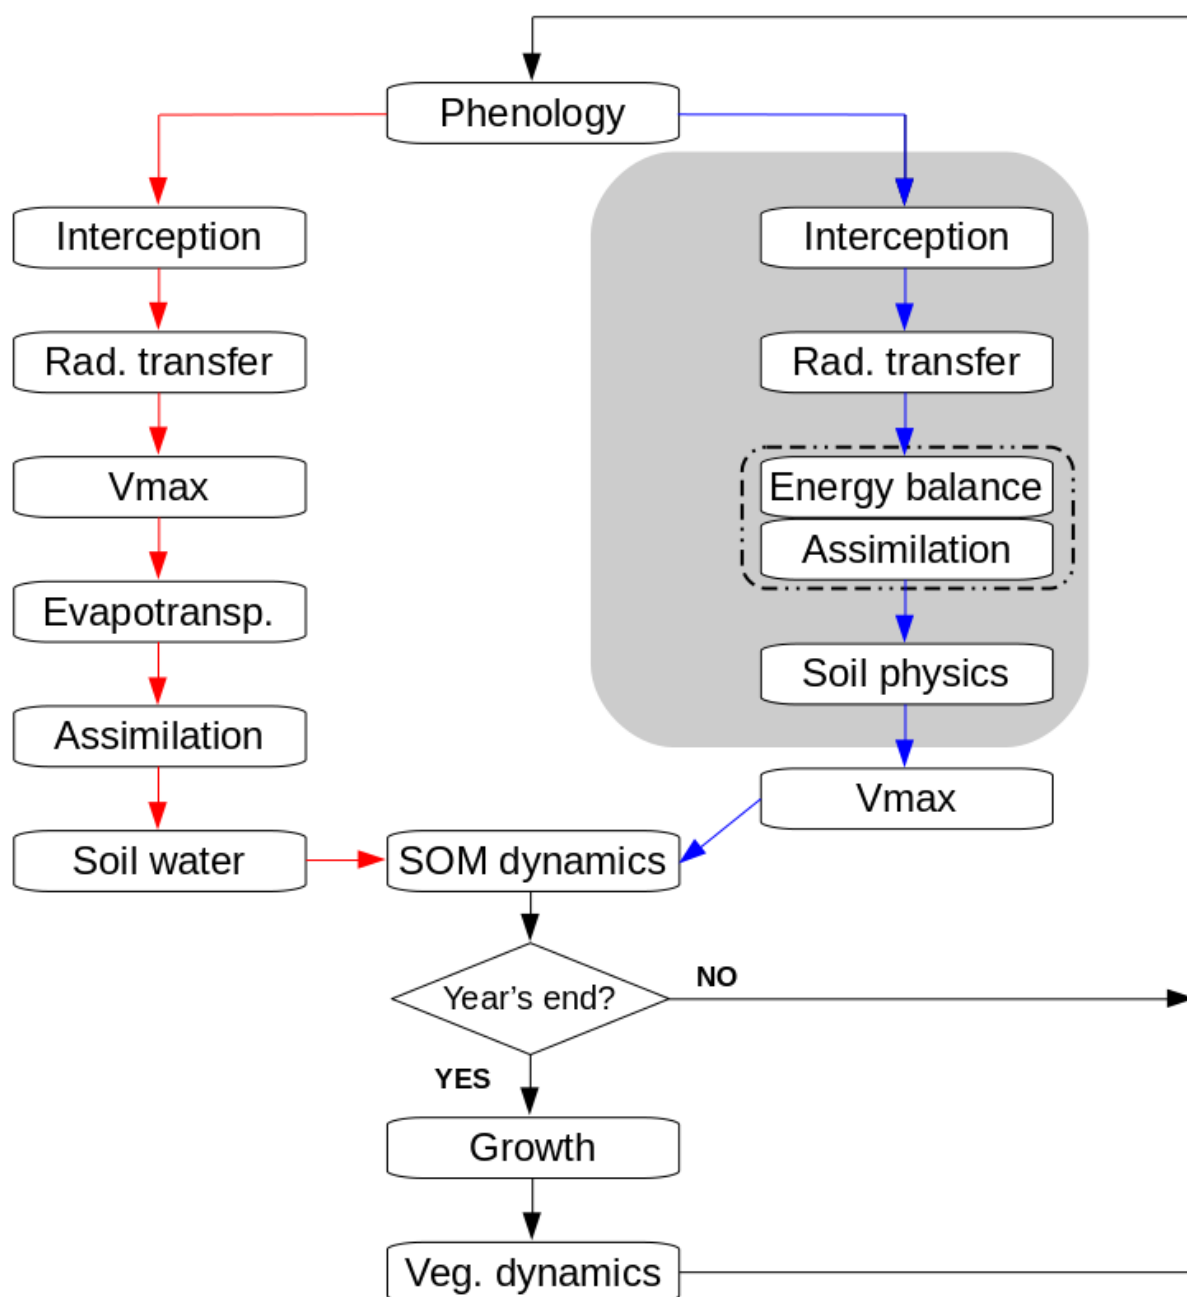 Phenology
Interception
Rad. transfer
Vmax
Evapotransp.
Assimilation
Soil water
Interception
Rad. transfer
Energy balance
Assimilation
Soil physics
Vmax
SOM dynamics
Year's end?
NO
YES
Growth
Veg. dynamics